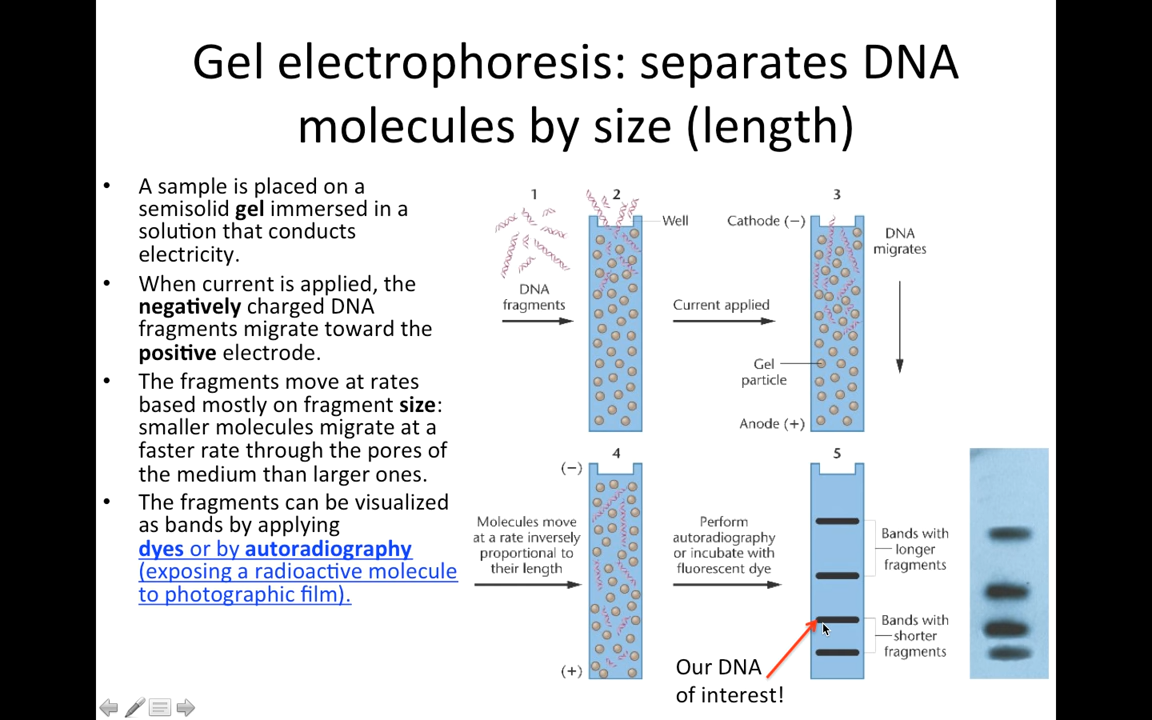 Gel electrophoresis: separates DNA
molecules by size (length)
• A sample is placed on a
semisolid gel immersed in a
solution that conducts
electricity.
• When current is applied, the
negatively charged DNA
fragments migrate toward the
positive electrode.
• The fragments move at rates
based mostly on fragment size:
smaller molecules migrate at a
faster rate through the pores of
the medium than larger ones.
• The fragments can be visualized
as bands by applying
dyes or by autoradiography
(exposing a radioactive molecule
to photographic film).
1
DNA
fragments
2
Well
Current applied
3
Cathode (−)
DNA
migrates
Gel
particle
Anode (+)
4
(−)
Molecules move
at a rate inversely
proportional to
their length
(+)
Perform
autoradiography
or incubate with
fluorescent dye
5
Bands with
longer
fragments
Bands with
shorter
fragments
Our DNA
of interest!